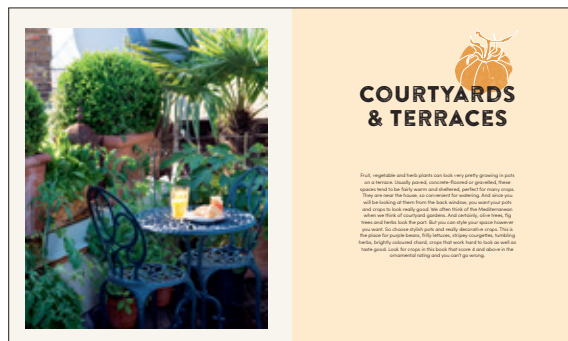 COURTYARDS
& TERRACES
Fruit, vegetable and herb plants can look very pretty growing in pots
on a terrace. Usually paved, concrete-floored or gravelled, these
spaces tend to be fairly warm and sheltered, perfect for many crops.
They are near the house, so convenient for watering. And since you
will be looking at them from the back window, you want your pots
and crops to look really good. We often think of the Mediterranean
when we think of courtyard gardens. And certainly, olive trees, fig
trees and herbs look the part. But you can style your space however
you want. So choose stylish pots and really decorative crops. This is
the place for purple beans, frilly lettuces, stripey courgettes, tumbling
herbs, brightly coloured chard, crops that work hard to look as well as
taste good. Look for crops in this book that score 4 and above in the
ornamental rating and you can't go wrong.